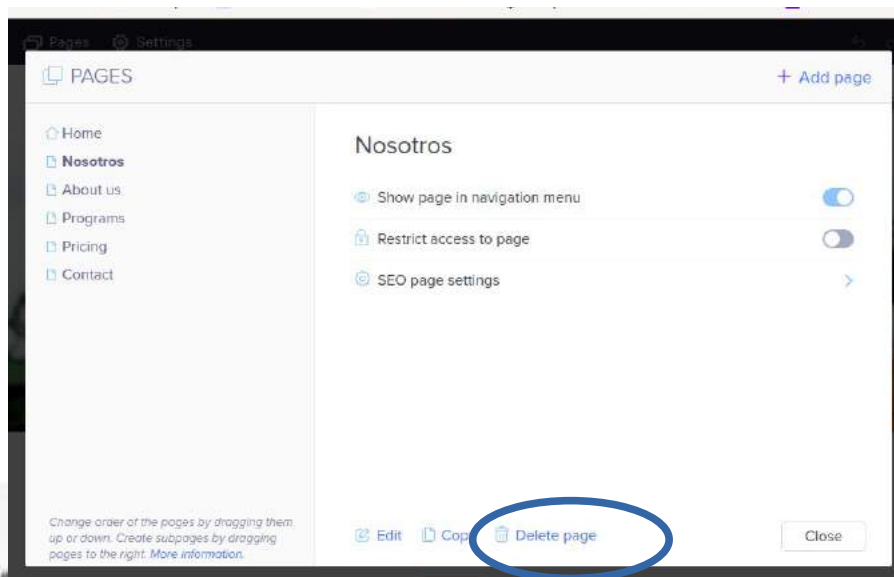 Pages Settings
PAGES
+ Add page
Home
Nosotros
About us
Programs
Pricing
Contact
Change order of the pages by dragging them
up or down. Create subpages by dragging
pages to the right. More information.
Nosotros
Show page in navigation menu
Restrict access to page
SEO page settings
Edit Cop Delete page
Close